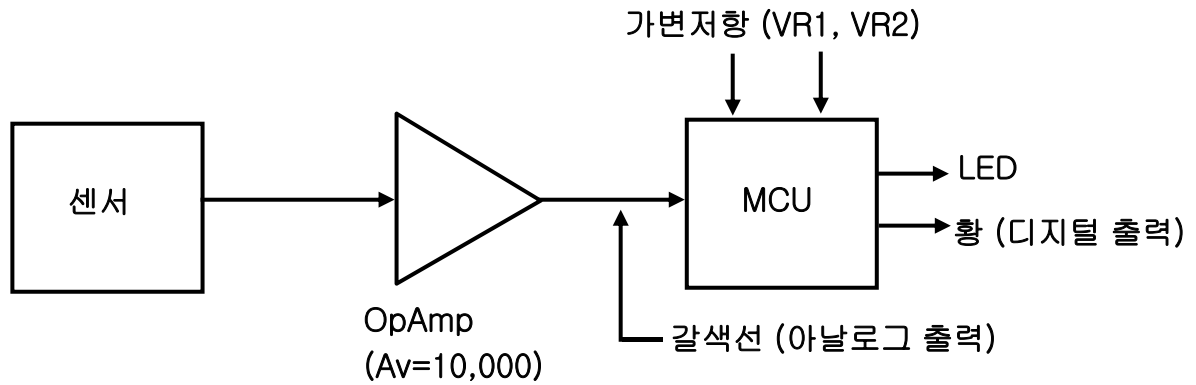 가변저항 (VR1, VR2)
센서
MCU
LED
황 (디지털 출력)
OpAmp
(Av=10,000)
갈색선 (아날로그 출력)